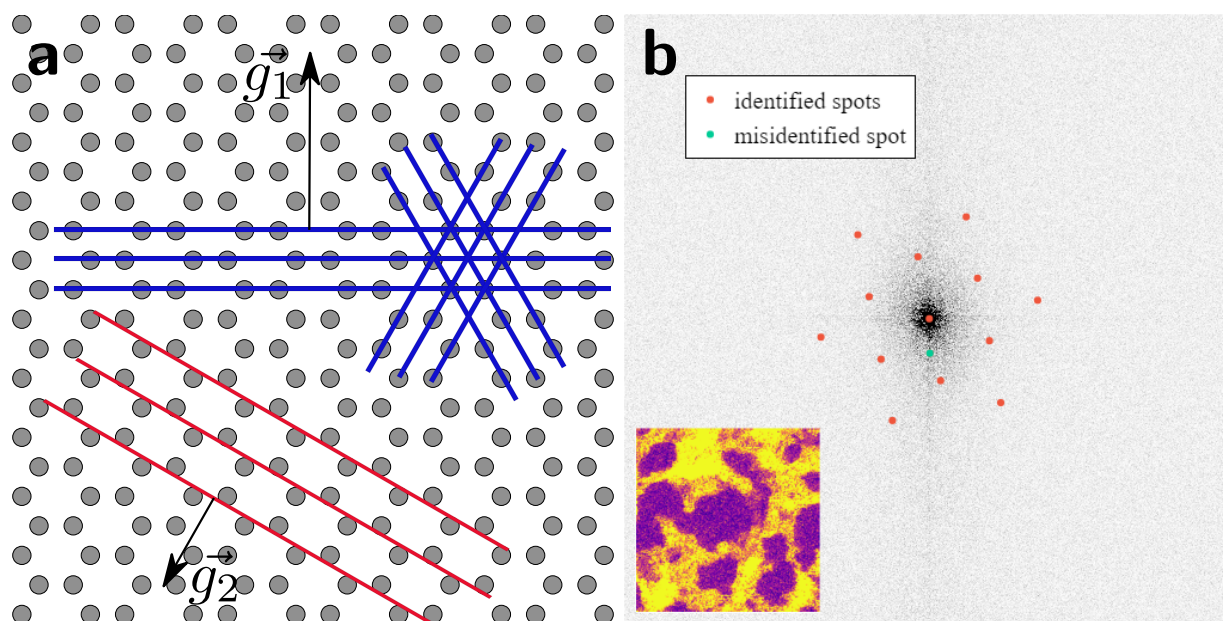 a
g⃗₁
g⃗₂
b
identified spots
misidentified spot